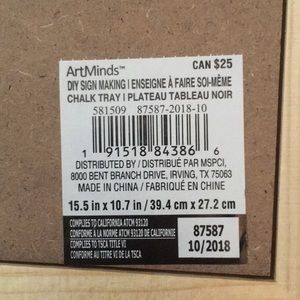 ArtMinds™ CAN $25
DIY SIGN MAKING | ENSEIGNE À FAIRE SOI-MÊME
CHALK TRAY | PLATEAU TABLEAU NOIR
581509 87587-2018-10
1 91518 84386 6
DISTRIBUTED BY / DISTRIBUÉ PAR MSPCI,
8000 BENT BRANCH DRIVE, IRVING, TX 75063
MADE IN CHINA / FABRIQUÉ EN CHINE
15.5 in x 10.7 in / 39.4 cm x 27.2 cm
COMPLIES TO CALIFORNIA ATCM 93120
CONFORME A LA NORME ATCM 93120 DE CALIFORNIE
COMPLIES TO TSCA TITLE VI
CONFORME AU TITRE VI DE LA TSCA
87587
10/2018